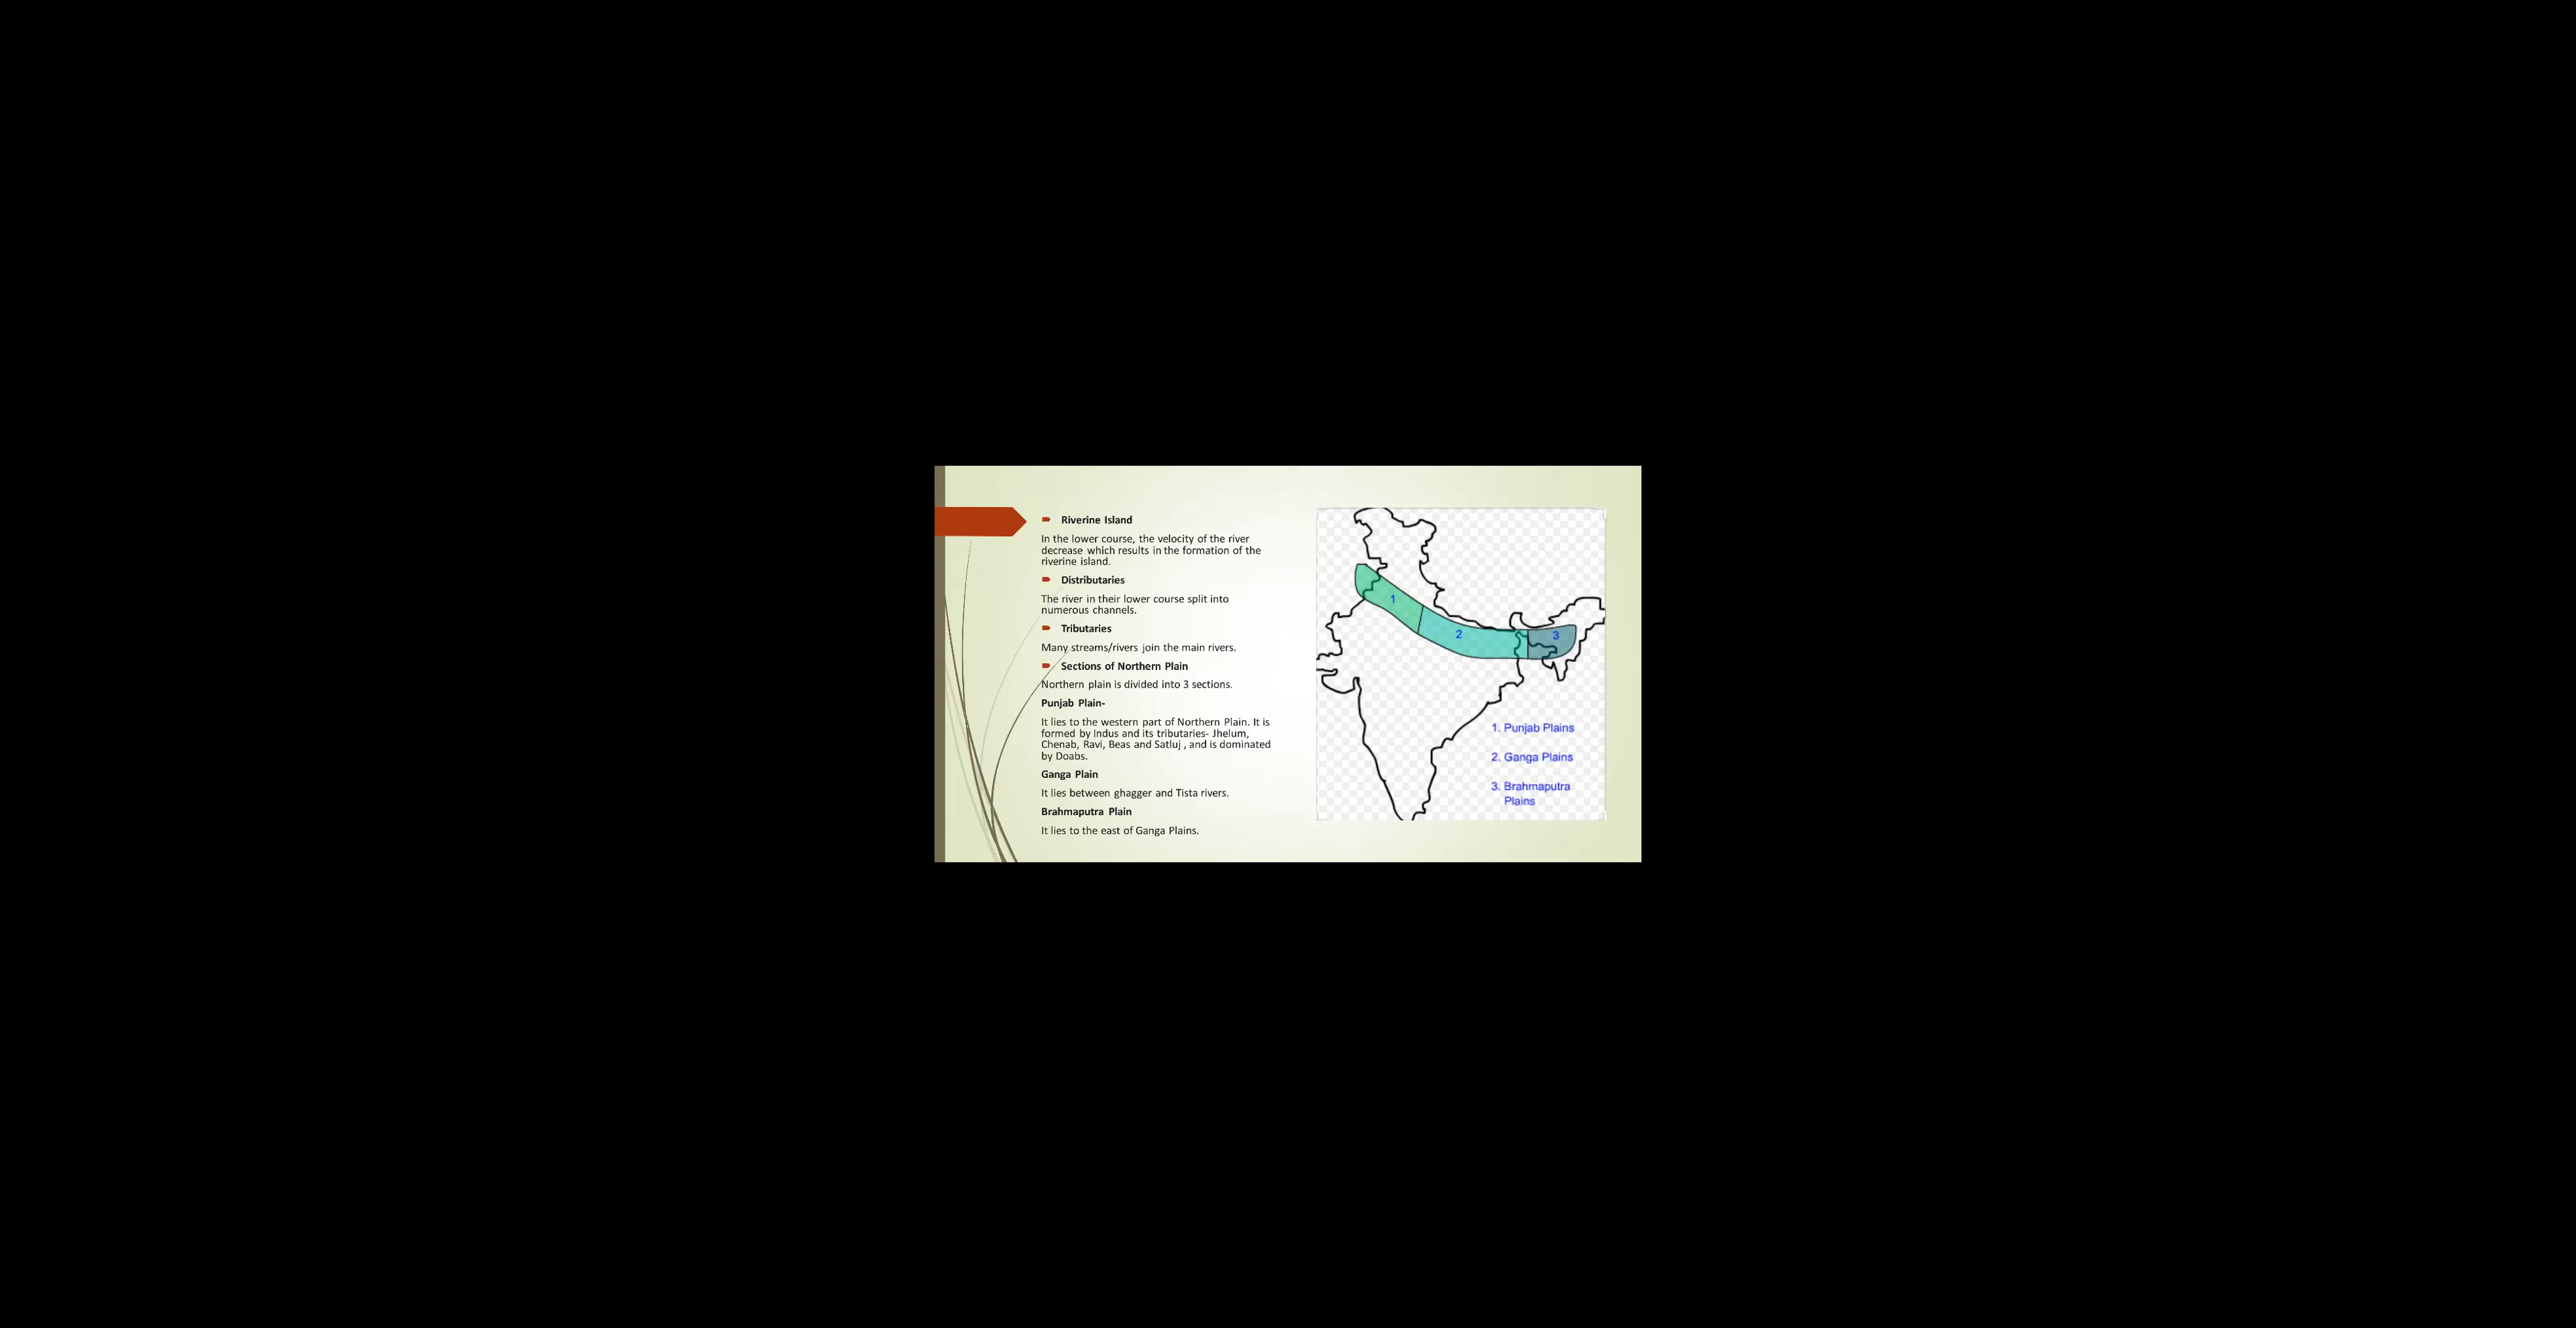 Riverine Island
In the lower course, the velocity of the river
decrease which results in the formation of the
riverine island.
Distributaries
The river in their lower course split into
numerous channels.
Tributaries
Many streams/rivers join the main rivers.
Sections of Northern Plain
Northern plain is divided into 3 sections.
Punjab Plain-
It lies to the western part of Northern Plain. It is
formed by Indus and its tributaries- Jhelum,
Chenab, Ravi, Beas and Satluj , and is dominated
by Doabs.
Ganga Plain
It lies between ghagger and Tista rivers.
Brahmaputra Plain
It lies to the east of Ganga Plains.
1
2
3
1. Punjab Plains
2. Ganga Plains
3. Brahmaputra
Plains